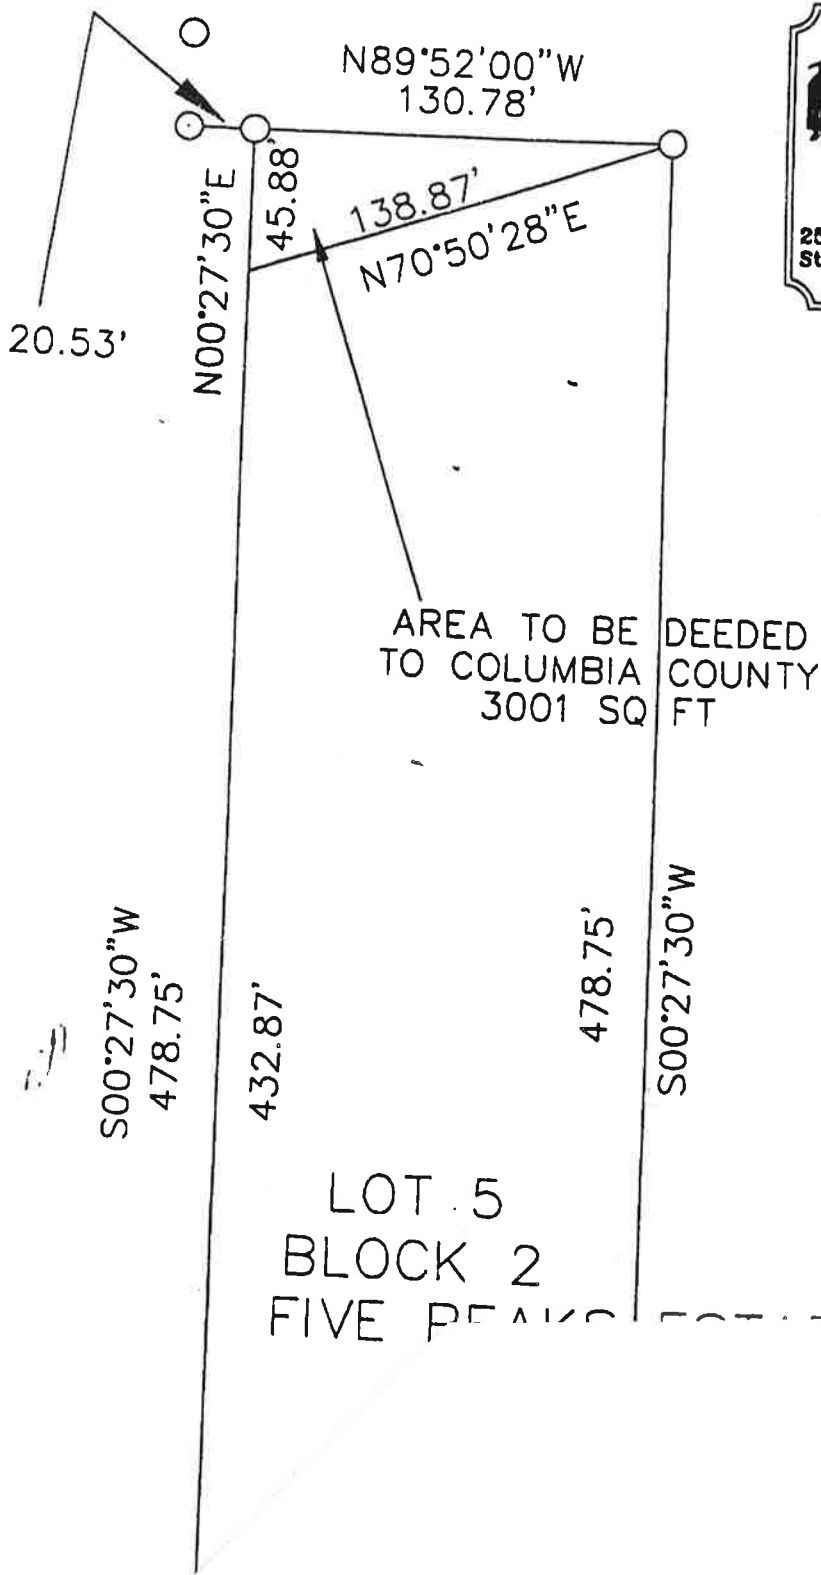 N89°52'00"W
130.78'
N00°27'30"E
45.88'
138.87'
N70°50'28"E
20.53'
AREA TO BE DEEDED
TO COLUMBIA COUNTY
3001 SQ FT
S00°27'30"W
478.75'
432.87'
478.75'
S00°27'30"W
LOT 5
BLOCK 2
FIVE